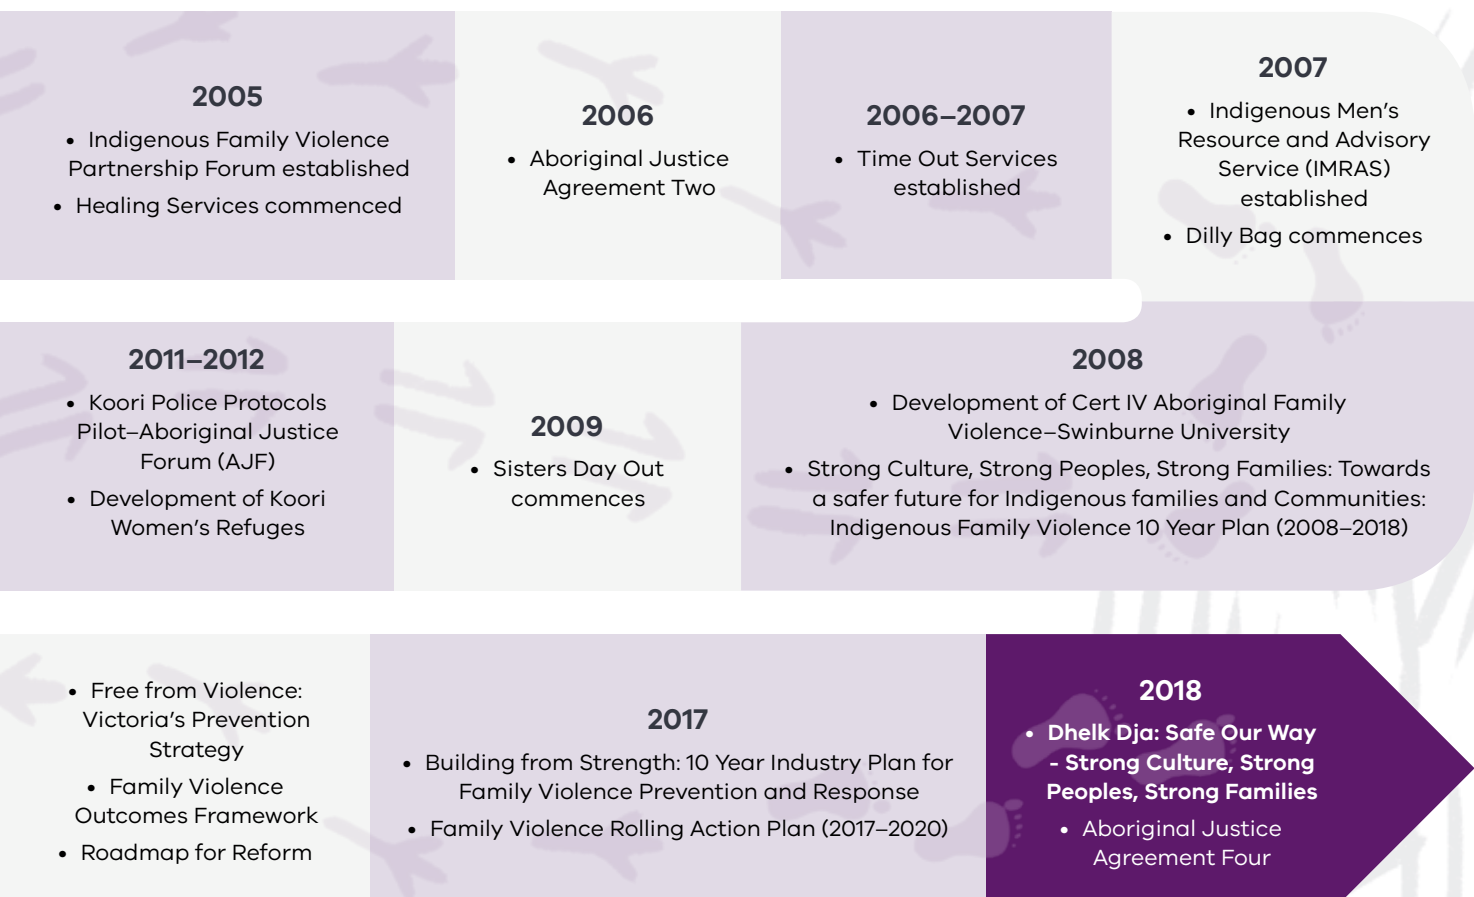 2005
• Indigenous Family Violence
Partnership Forum established
• Healing Services commenced
2006
• Aboriginal Justice
Agreement Two
2006–2007
• Time Out Services
established
2007
• Indigenous Men's
Resource and Advisory
Service (IMRAS)
established
• Dilly Bag commences
2008
• Development of Cert IV Aboriginal Family
Violence–Swinburne University
• Strong Culture, Strong Peoples, Strong Families: Towards
a safer future for Indigenous families and Communities:
Indigenous Family Violence 10 Year Plan (2008–2018)
2009
• Sisters Day Out
commences
2011–2012
• Koori Police Protocols
Pilot–Aboriginal Justice
Forum (AJF)
• Development of Koori
Women's Refuges
• Free from Violence:
Victoria's Prevention
Strategy
• Family Violence
Outcomes Framework
• Roadmap for Reform
2017
• Building from Strength: 10 Year Industry Plan for
Family Violence Prevention and Response
• Family Violence Rolling Action Plan (2017–2020)
2018
• Dhelk Dja: Safe Our Way
- Strong Culture, Strong
Peoples, Strong Families
• Aboriginal Justice
Agreement Four